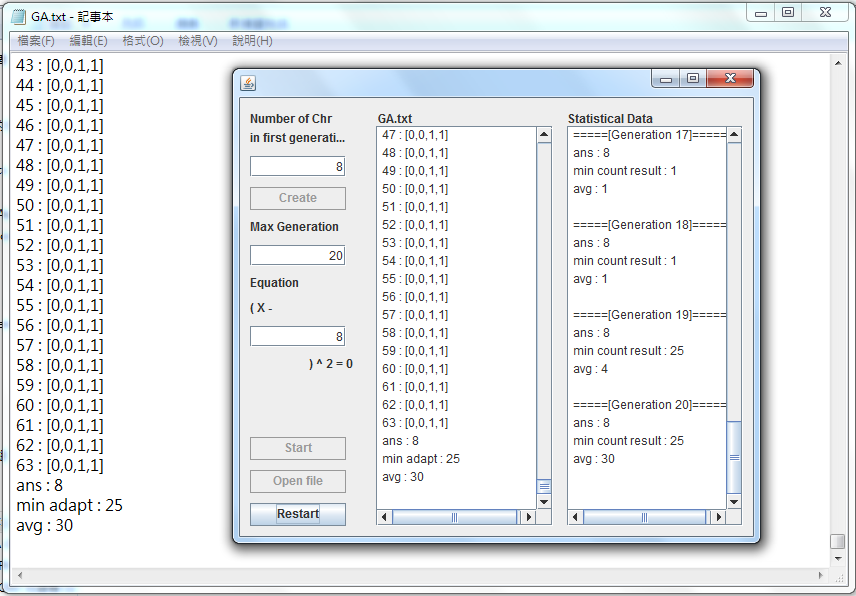 GA.txt - 記事本
檔案(F) 編輯(E) 格式(O) 檢視(V) 說明(H)
43 : [0,0,1,1]
44 : [0,0,1,1]
45 : [0,0,1,1]
46 : [0,0,1,1]
47 : [0,0,1,1]
48 : [0,0,1,1]
49 : [0,0,1,1]
50 : [0,0,1,1]
51 : [0,0,1,1]
52 : [0,0,1,1]
53 : [0,0,1,1]
54 : [0,0,1,1]
55 : [0,0,1,1]
56 : [0,0,1,1]
57 : [0,0,1,1]
58 : [0,0,1,1]
59 : [0,0,1,1]
60 : [0,0,1,1]
61 : [0,0,1,1]
62 : [0,0,1,1]
63 : [0,0,1,1]
ans : 8
min adapt : 25
avg : 30
Number of Chr
in first generati...
8
Create
Max Generation
20
Equation
( X -
8
) ^ 2 = 0
Start
Open file
Restart
GA.txt
47 : [0,0,1,1]
48 : [0,0,1,1]
49 : [0,0,1,1]
50 : [0,0,1,1]
51 : [0,0,1,1]
52 : [0,0,1,1]
53 : [0,0,1,1]
54 : [0,0,1,1]
55 : [0,0,1,1]
56 : [0,0,1,1]
57 : [0,0,1,1]
58 : [0,0,1,1]
59 : [0,0,1,1]
60 : [0,0,1,1]
61 : [0,0,1,1]
62 : [0,0,1,1]
63 : [0,0,1,1]
ans : 8
min adapt : 25
avg : 30
Statistical Data
=====[Generation 17]=====
ans : 8
min count result : 1
avg : 1
=====[Generation 18]=====
ans : 8
min count result : 1
avg : 1
=====[Generation 19]=====
ans : 8
min count result : 25
avg : 4
=====[Generation 20]=====
ans : 8
min count result : 25
avg : 30